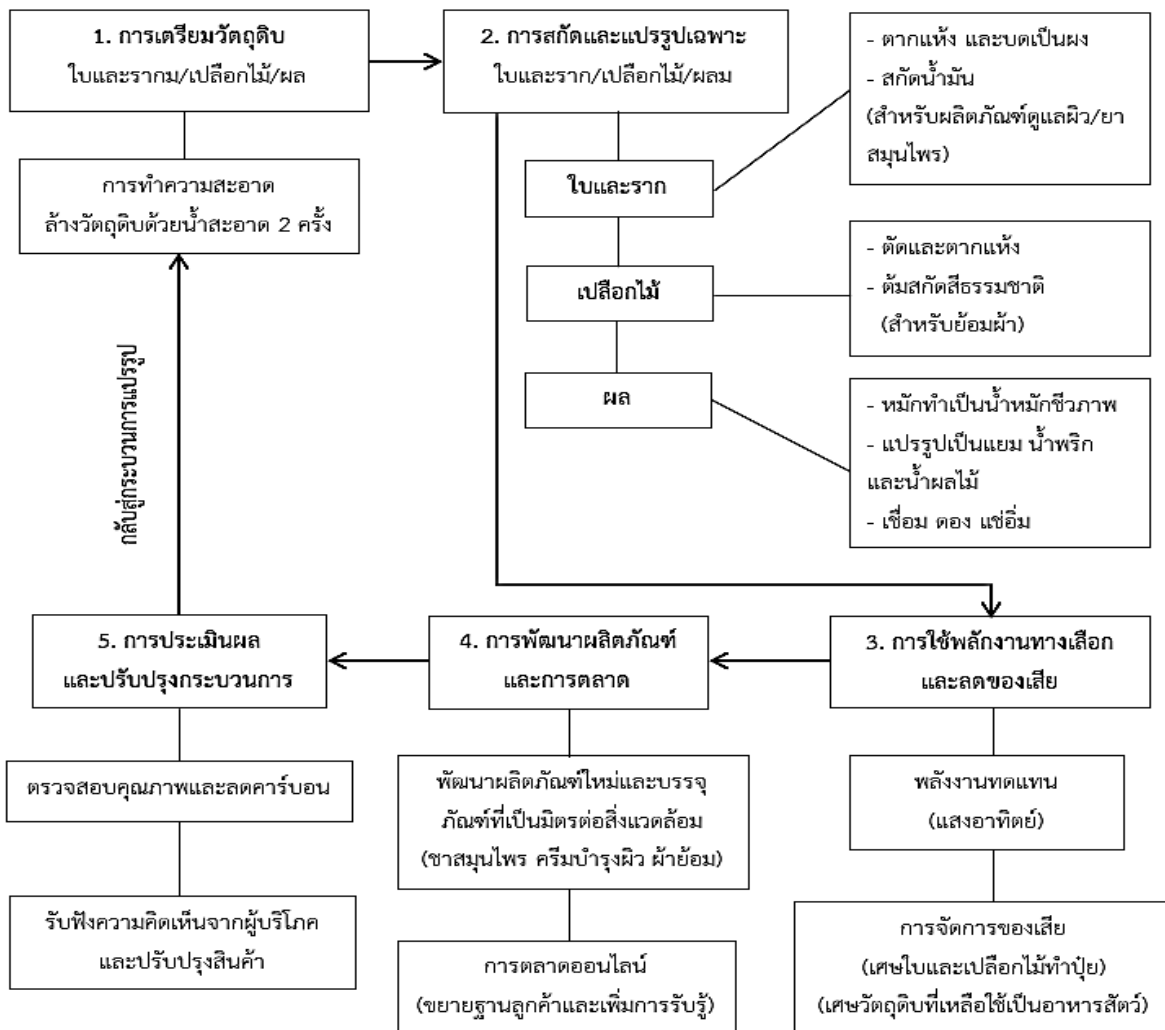 1. การเตรียมวัตถุดิบ
ใบและรากม/เปลือกไม้/ผล
การทำความสะอาด
ล้างวัตถุดิบด้วยน้ำสะอาด 2 ครั้ง
2. การสกัดและแปรรูปเฉพาะ
ใบและราก/เปลือกไม้/ผลม
ใบและราก
- ตากแห้ง และบดเป็นผง
- สกัดน้ำมัน
(สำหรับผลิตภัณฑ์ดูแลผิว/ยา
สมุนไพร)
เปลือกไม้
- ตัดและตากแห้ง
- ต้มสกัดสีธรรมชาติ
(สำหรับย้อมผ้า)
ผล
- หมักทำเป็นน้ำหมักชีวภาพ
- แปรรูปเป็นแยม น้ำพริก
และน้ำผลไม้
- เชื่อม ดอง แช่อิ่ม
3. การใช้พลักงานทางเลือก
และลดของเสีย
พลังงานทดแทน
(แสงอาทิตย์)
การจัดการของเสีย
(เศษใบและเปลือกไม้ทำปุ๋ย)
(เศษวัตถุดิบที่เหลือใช้เป็นอาหารสัตว์)
4. การพัฒนาผลิตภัณฑ์
และการตลาด
พัฒนาผลิตภัณฑ์ใหม่และบรรจุ
ภัณฑ์ที่เป็นมิตรต่อสิ่งแวดล้อม
(ชาสมุนไพร ครีมบำรุงผิว ผ้าย้อม)
การตลาดออนไลน์
(ขยายฐานลูกค้าและเพิ่มการรับรู้)
5. การประเมินผล
และปรับปรุงกระบวนการ
ตรวจสอบคุณภาพและลดคาร์บอน
รับฟังความคิดเห็นจากผู้บริโภค
และปรับปรุงสินค้า
กลับสู่กระบวนการแปรรูป